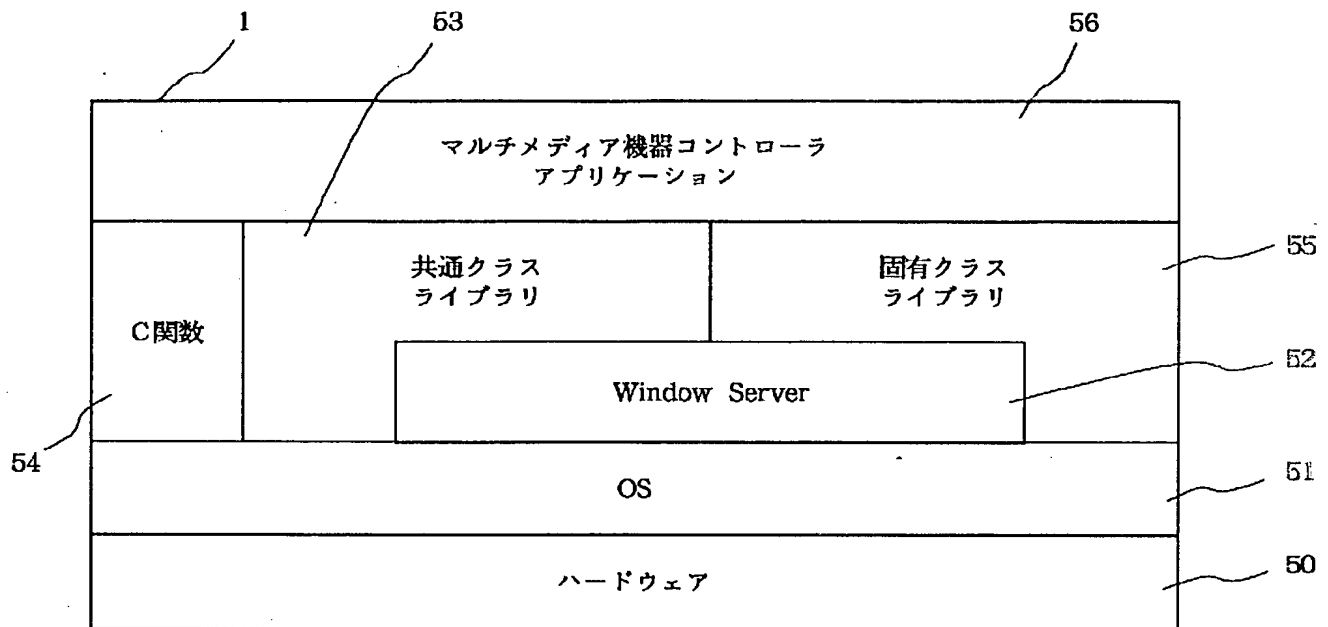 1
53
56
マルチメディア機器コントローラ
アプリケーション
共通クラス
ライブラリ
固有クラス
ライブラリ
55
C関数
Window Server
52
54
OS
51
ハードウェア
50